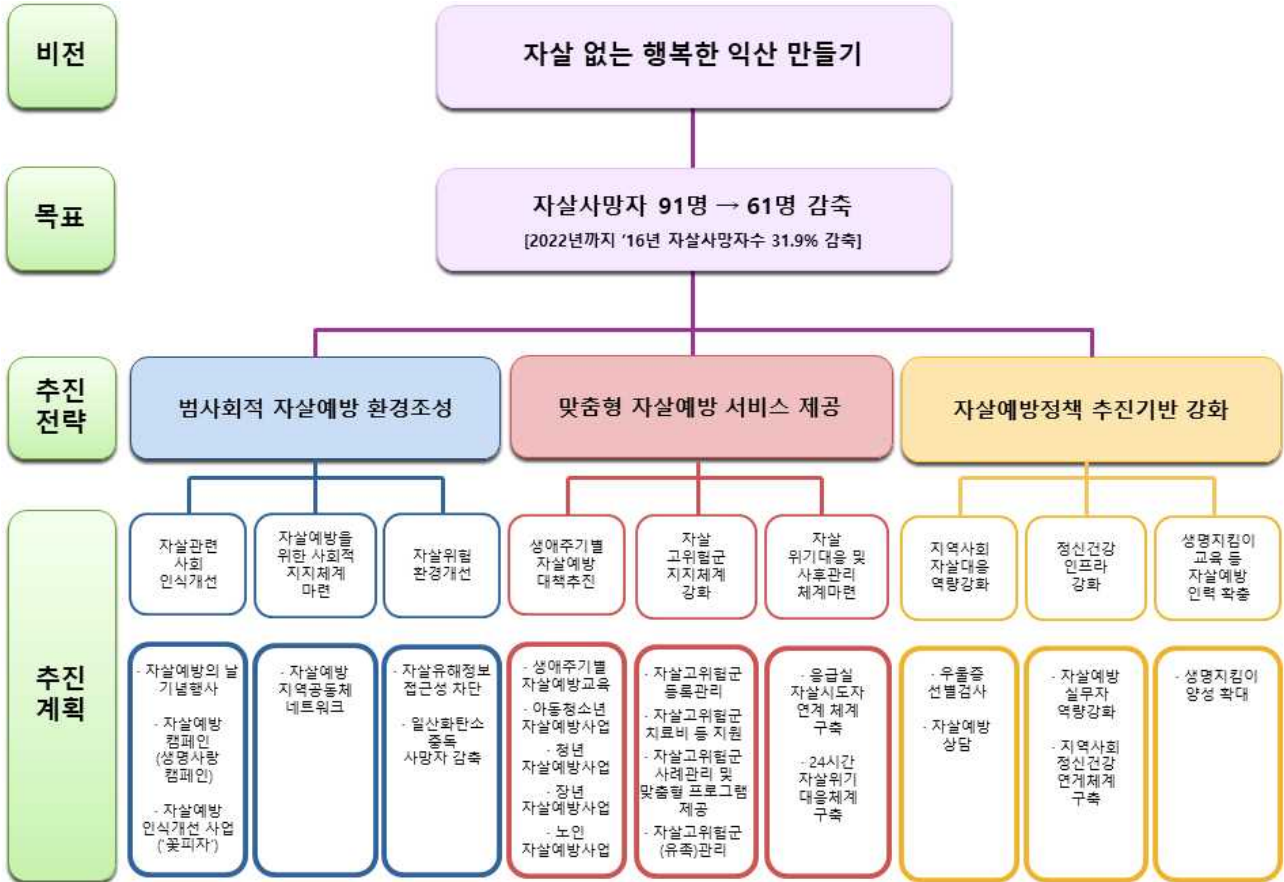 비전
자살 없는 행복한 익산 만들기
목표
자살사망자 91명 → 61명 감축
[2022년까지 '16년 자살사망자수 31.9% 감축]
추진
전략
범사회적 자살예방 환경조성
맞춤형 자살예방 서비스 제공
자살예방정책 추진기반 강화
추진
계획
자살관련
사회
인식개선
자살예방을
위한 사회적
지지체계
마련
자살위험
환경개선
생애주기별
자살예방
대책추진
자살
고위험군
지지체계
강화
자살
위기대응 및
사후관리
체계마련
지역사회
자살대응
역량강화
정신건강
인프라
강화
생명지킴이
교육 등
자살예방
인력 확충
- 자살예방의 날
기념행사
- 자살예방
캠페인
(생명사랑
캠페인)
- 자살예방
인식개선 사업
('꽃피자')
- 자살예방
지역공동체
네트워크
- 자살유해정보
접근성 차단
- 일산화탄소
중독
사망자 감축
- 생애주기별
자살예방교육
- 아동청소년
자살예방사업
- 청년
자살예방사업
- 장년
자살예방사업
- 노인
자살예방사업
- 자살고위험군
등록관리
- 자살고위험군
치료비 등 지원
- 자살고위험군
사례관리 및
맞춤형 프로그램
제공
- 자살고위험군
(유족)관리
- 응급실
자살시도자
연계 체계
구축
- 24시간
자살위기
대응체계
구축
- 우울증
선별검사
- 자살예방
상담
- 자살예방
실무자
역량강화
- 지역사회
정신건강
연계체계
구축
- 생명지킴이
양성 확대